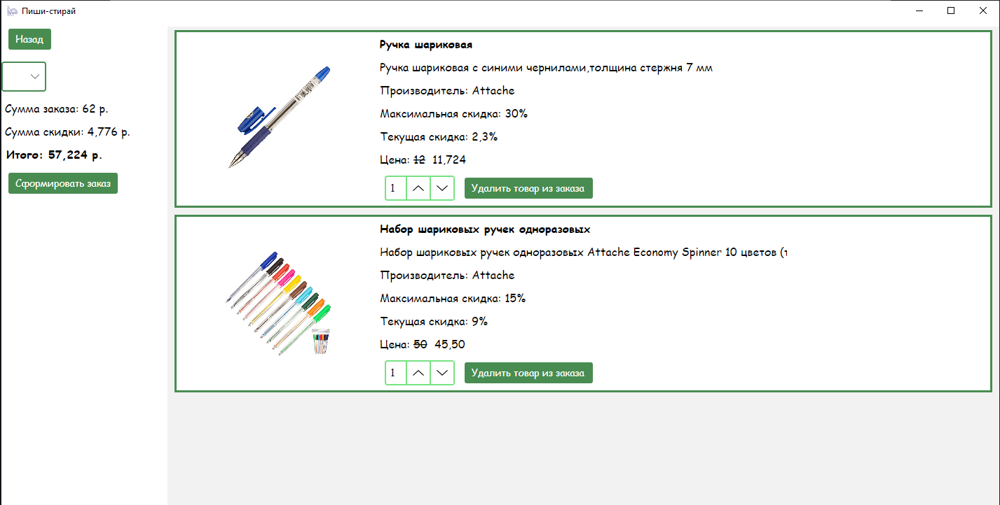 Пиши-стирай
Назад
Сумма заказа: 62 р.
Сумма скидки: 4,776 р.
Итого: 57,224 р.
Сформировать заказ
Ручка шариковая
Ручка шариковая с синими чернилами,толщина стержня 7 мм
Производитель: Attache
Максимальная скидка: 30%
Текущая скидка: 2,3%
Цена: 12 11,724
1
Удалить товар из заказа
Набор шариковых ручек одноразовых
Набор шариковых ручек одноразовых Attache Economy Spinner 10 цветов (т
Производитель: Attache
Максимальная скидка: 15%
Текущая скидка: 9%
Цена: 50 45,50
1
Удалить товар из заказа